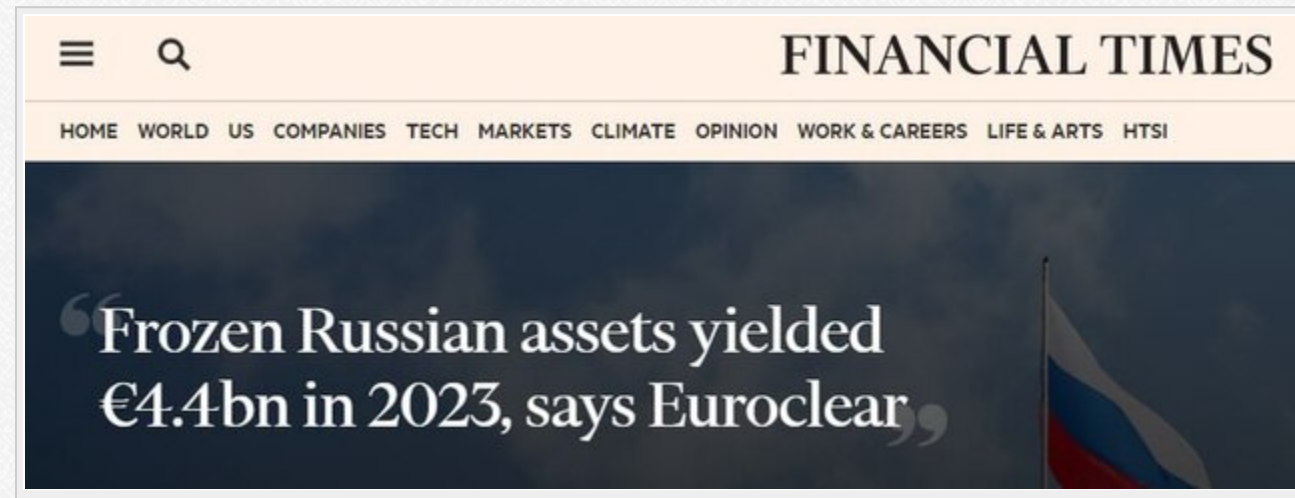 FINANCIAL TIMES
HOME WORLD US COMPANIES TECH MARKETS CLIMATE OPINION WORK & CAREERS LIFE & ARTS HTSI
“Frozen Russian assets yielded
€4.4bn in 2023, says Euroclear”